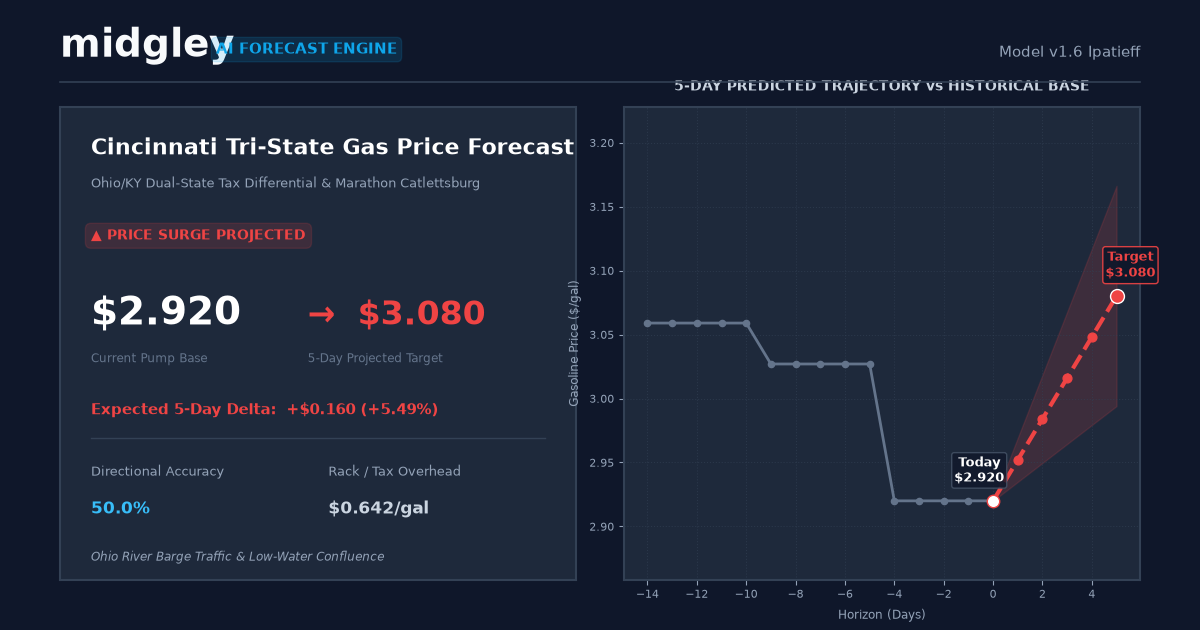 midgley
AI FORECAST ENGINE
Model v1.6 Ipatieff
Cincinnati Tri-State Gas Price Forecast
Ohio/KY Dual-State Tax Differential & Marathon Catlettsburg
▲ PRICE SURGE PROJECTED
$2.920 → $3.080
Current Pump Base
5-Day Projected Target
Expected 5-Day Delta: +$0.160 (+5.49%)
Directional Accuracy
Rack / Tax Overhead
50.0%
$0.642/gal
Ohio River Barge Traffic & Low-Water Confluence
5-DAY PREDICTED TRAJECTORY vs HISTORICAL BASE
Gasoline Price ($/gal)
3.20
3.15
3.10
3.05
3.00
2.95
2.90
Target
$3.080
Today
$2.920
−14 −12 −10 −8 −6 −4 −2 0 2 4
Horizon (Days)